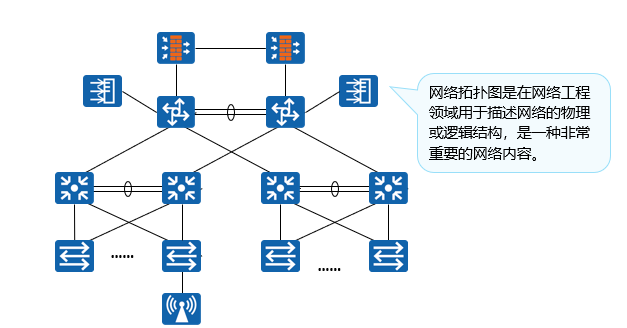 网络拓扑图是在网络工程
领域用于描述网络的物理
或逻辑结构，是一种非常
重要的网络内容。
……
……